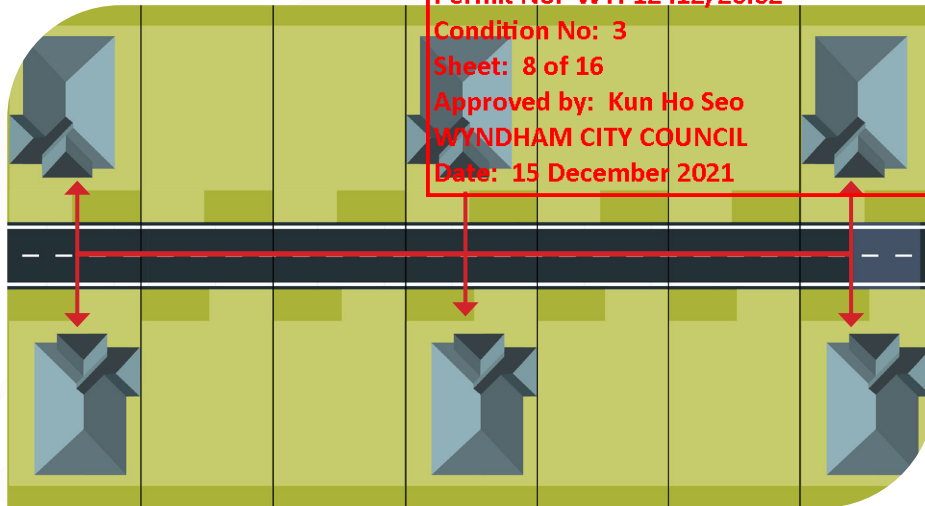 Condition No: 3
Sheet: 8 of 16
Approved by: Kun Ho Seo
WYNDHAM CITY COUNCIL
Date: 15 December 2021